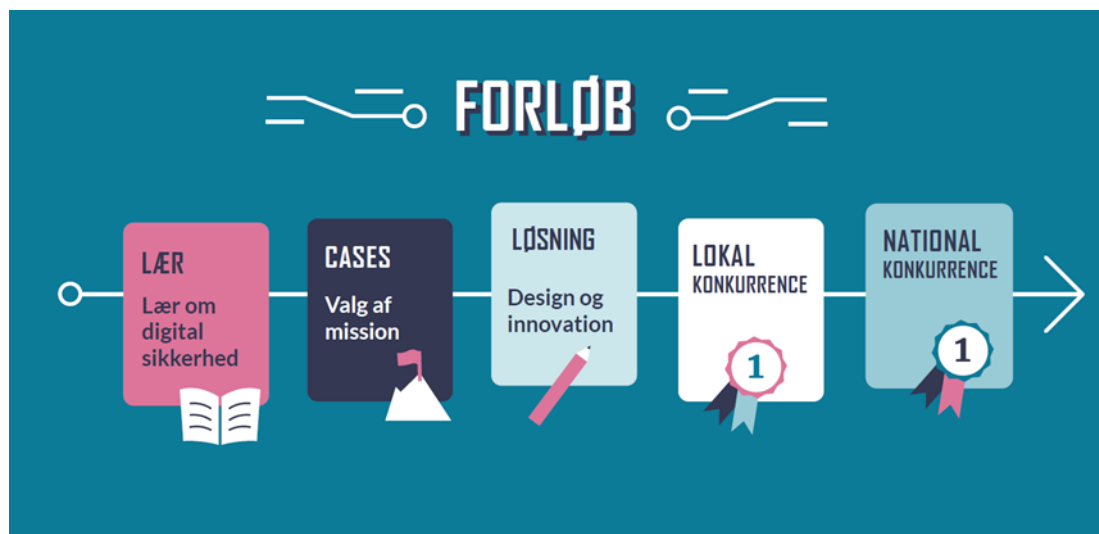 FORLØB
LÆR
Lær om
digital
sikkerhed
CASES
Valg af
mission
LØSNING
Design og
innovation
LOKAL
KONKURRENCE
1
NATIONAL
KONKURRENCE
1